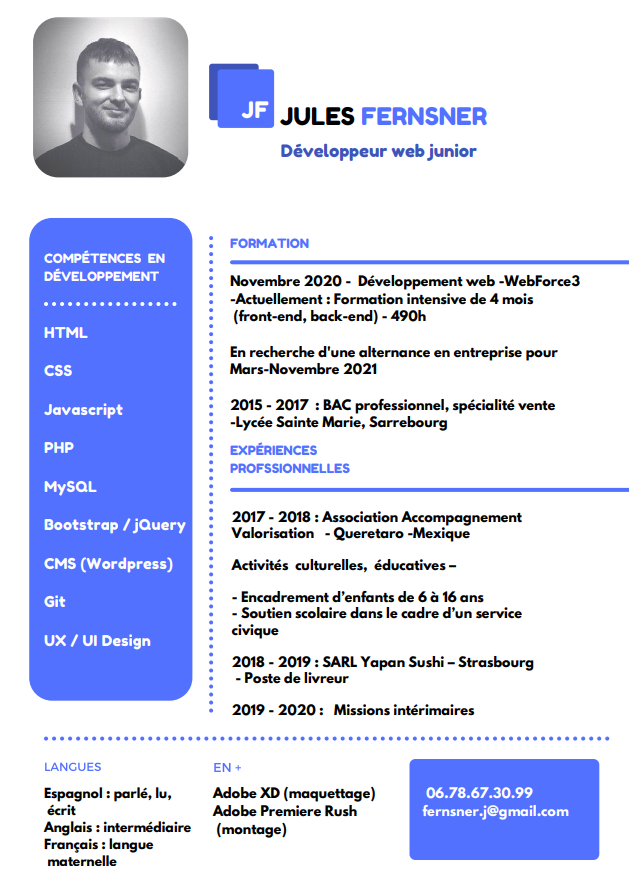 JF
JULES FERNSNER
Développeur web junior
COMPÉTENCES EN
DÉVELOPPEMENT
HTML
CSS
Javascript
PHP
MySQL
Bootstrap / jQuery
CMS (Wordpress)
Git
UX / UI Design
FORMATION
Novembre 2020 - Développement web -WebForce3
-Actuellement : Formation intensive de 4 mois
(front-end, back-end) - 490h
En recherche d'une alternance en entreprise pour
Mars-Novembre 2021
2015 - 2017 : BAC professionnel, spécialité vente
-Lycée Sainte Marie, Sarrebourg
EXPÉRIENCES
PROFSSIONNELLES
2017 - 2018 : Association Accompagnement
Valorisation - Queretaro -Mexique
Activités culturelles, éducatives –
- Encadrement d’enfants de 6 à 16 ans
- Soutien scolaire dans le cadre d’un service
civique
2018 - 2019 : SARL Yapan Sushi – Strasbourg
- Poste de livreur
2019 - 2020 : Missions intérimaires
LANGUES
Espagnol : parlé, lu,
écrit
Anglais : intermédiaire
Français : langue
maternelle
EN +
Adobe XD (maquettage)
Adobe Premiere Rush
(montage)
06.78.67.30.99
fernsner.j@gmail.com